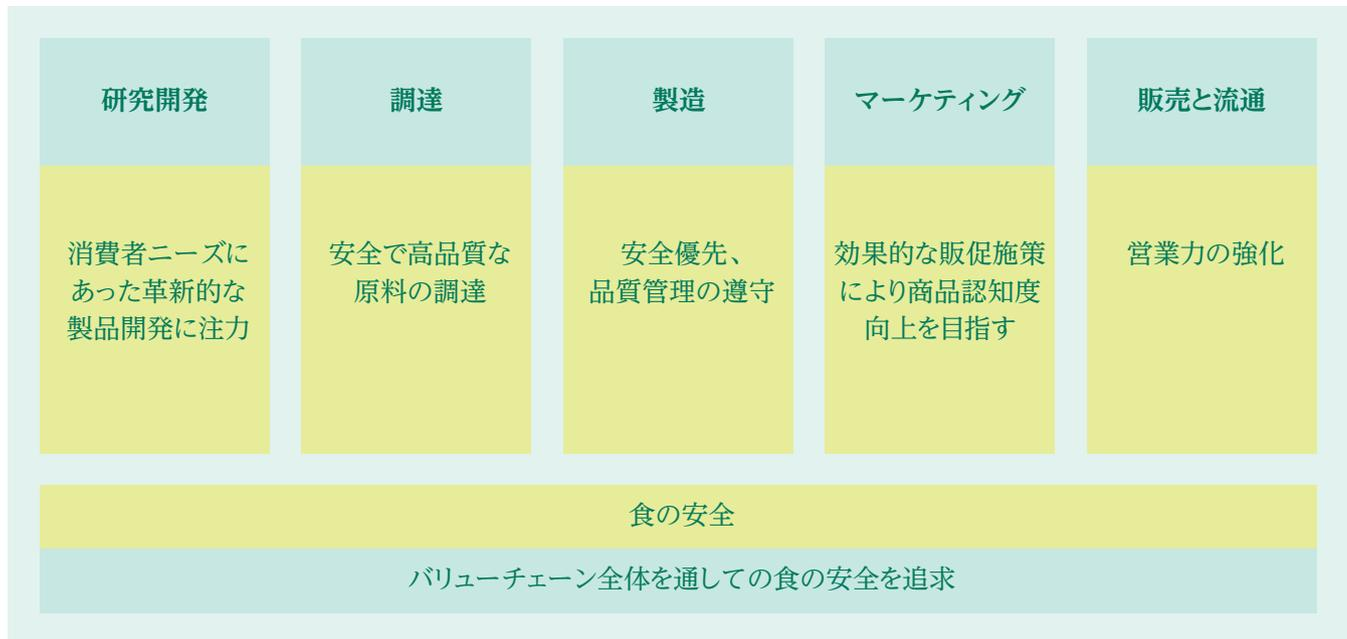 研究開発
消費者ニーズに
あった革新的な
製品開発に注力
調達
安全で高品質な
原料の調達
製造
安全優先、
品質管理の遵守
マーケティング
効果的な販促施策
により商品認知度
向上を目指す
販売と流通
営業力の強化
食の安全
バリューチェーン全体を通しての食の安全を追求